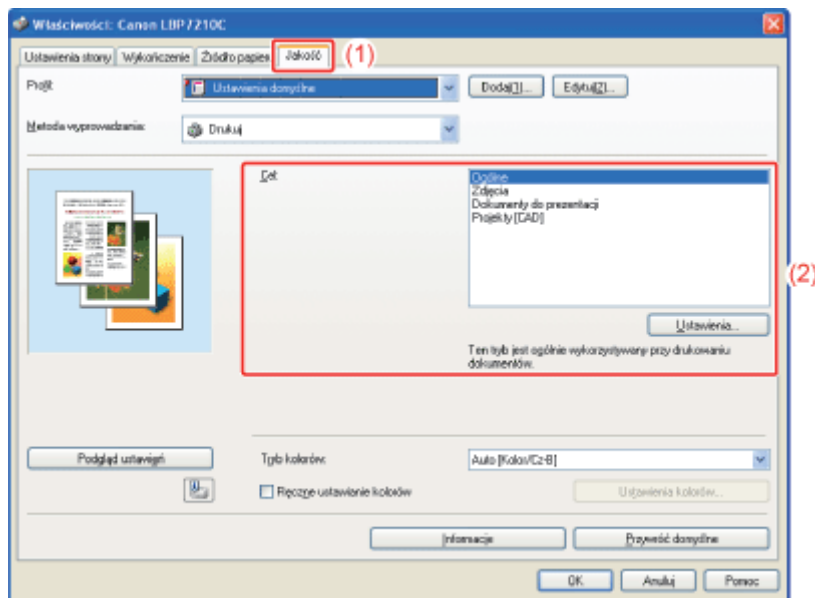 Właściwości: Canon LBP7210C
Ustawienia strony Wykończenie Źródło papieru Jakość (1)
Profil: Ustawienia domyślne Dodaj(1)... Edytuj(2)...
Metoda wyprowadzania: Drukuj
Cel: Ogólne
Zdjęcia
Dokumenty do prezentacji
Projekty [CAD]
(2)
Ustawienia...
Ten tryb jest ogólnie wykorzystywany przy drukowaniu
dokumentów.
Podgląd ustawień Tryb kolorów: Auto [Kolor/Cz-B]
Ręczne ustawianie kolorów Ustawienia kolorów...
Informacje Przywróć domyślne
OK Anuluj Pomoc